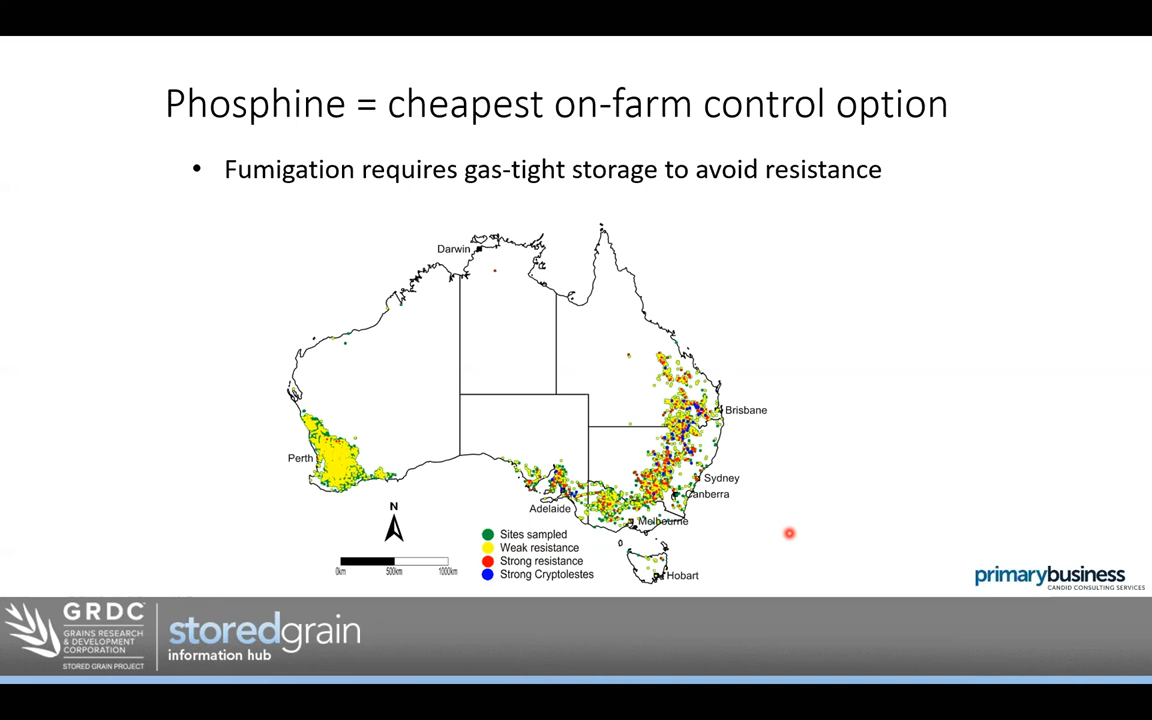 Phosphine = cheapest on-farm control option
• Fumigation requires gas-tight storage to avoid resistance
Darwin
Brisbane
Perth
Sydney
Canberra
Adelaide
Melbourne
Hobart
N
0km 500km 1000km
Sites sampled
Weak resistance
Strong resistance
Strong Cryptolestes
primarybusiness
CANDID CONSULTING SERVICES
GRDC
GRAINS RESEARCH
& DEVELOPMENT
CORPORATION
STORED GRAIN PROJECT
storedgrain
information hub